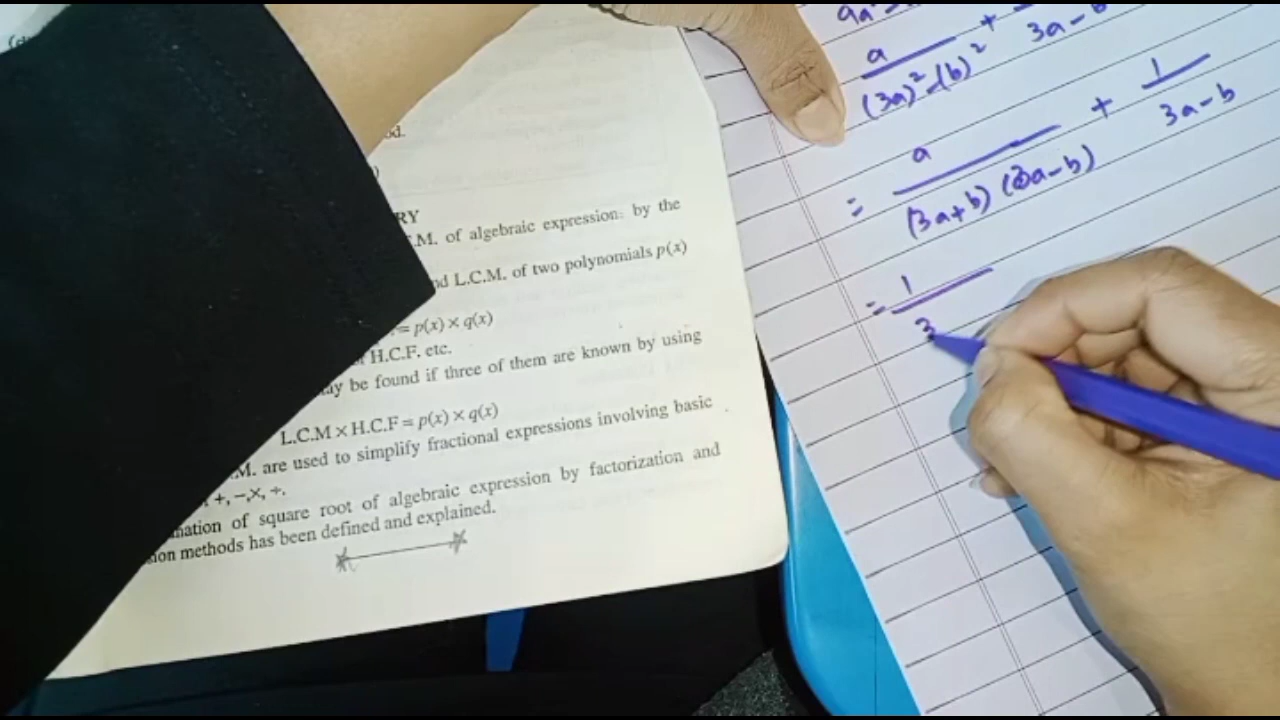 od.
RY
.M. of algebraic expression: by the
nd L.C.M. of two polynomials p(x)
= p(x) × q(x)
H.C.F. etc.
ay be found if three of them are known by using
L.C.M × H.C.F = p(x) × q(x)
.M. are used to simplify fractional expressions involving basic
+, −, ×, ÷.
nation of square root of algebraic expression by factorization and
ion methods has been defined and explained.
a / (3a)² - (b)² + / 3a - b
= a / (3a+b) (3a-b) + 1 / 3a-b
= 1 / 3